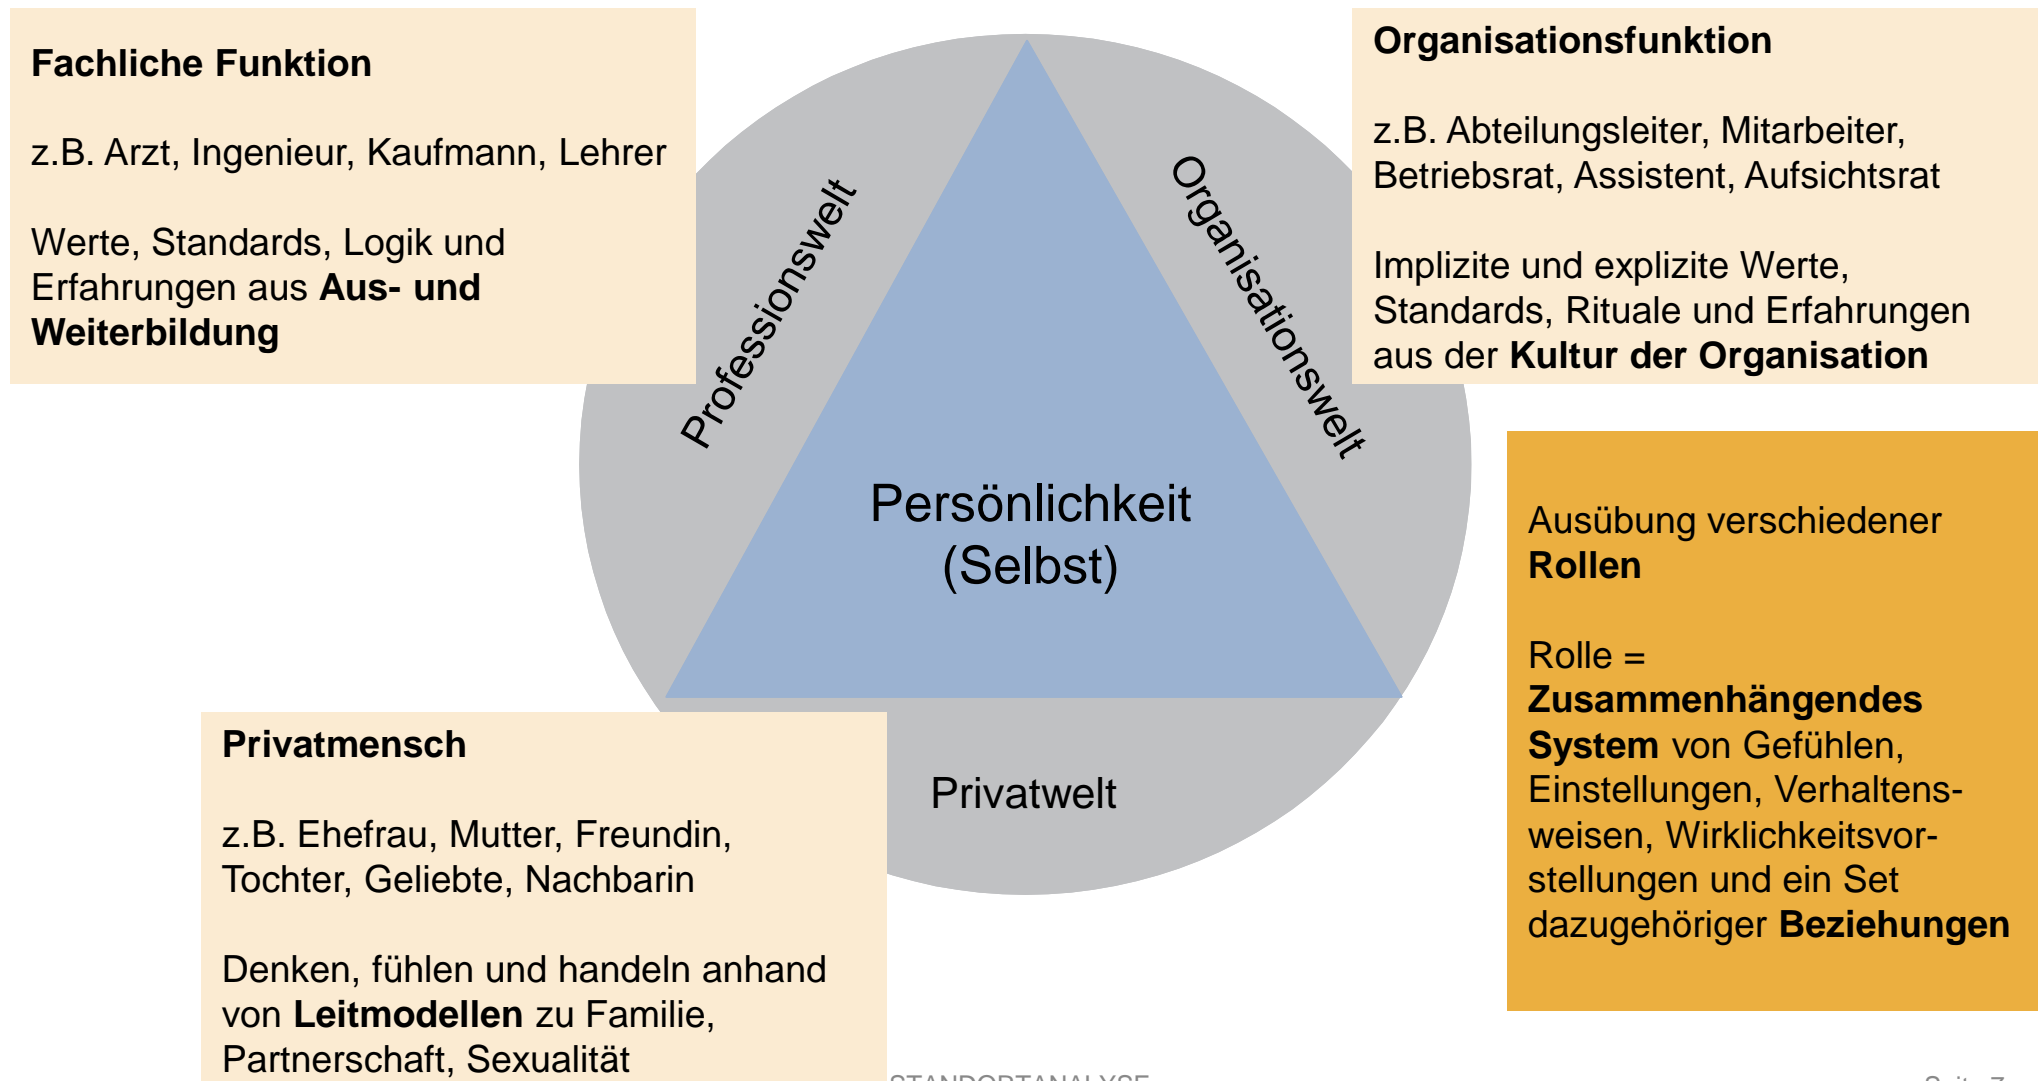 Fachliche Funktion
z.B. Arzt, Ingenieur, Kaufmann, Lehrer
Werte, Standards, Logik und
Erfahrungen aus Aus- und
Weiterbildung
Organisationsfunktion
z.B. Abteilungsleiter, Mitarbeiter,
Betriebsrat, Assistent, Aufsichtsrat
Implizite und explizite Werte,
Standards, Rituale und Erfahrungen
aus der Kultur der Organisation
Professionswelt
Organisationswelt
Persönlichkeit
(Selbst)
Privatwelt
Ausübung verschiedener
Rollen
Rolle =
Zusammenhängendes
System von Gefühlen,
Einstellungen, Verhaltens-
weisen, Wirklichkeitsvor-
stellungen und ein Set
dazugehöriger Beziehungen
Privatmensch
z.B. Ehefrau, Mutter, Freundin,
Tochter, Geliebte, Nachbarin
Denken, fühlen und handeln anhand
von Leitmodellen zu Familie,
Partnerschaft, Sexualität
STANDORTANALYSE
Seite